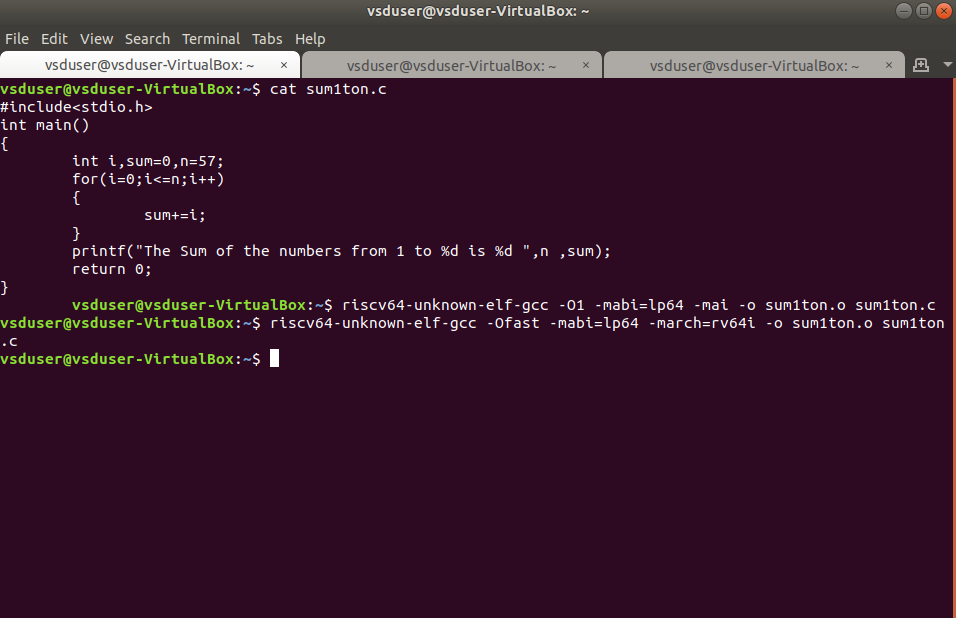 vsduser@vsduser-VirtualBox: ~
File Edit View Search Terminal Tabs Help
vsduser@vsduser-VirtualBox: ~ × vsduser@vsduser-VirtualBox: ~ × vsduser@vsduser-VirtualBox: ~ ×
vsduser@vsduser-VirtualBox:~$ cat sum1ton.c
#include<stdio.h>
int main()
{
        int i,sum=0,n=57;
        for(i=0;i<=n;i++)
        {
                sum+=i;
        }
        printf("The Sum of the numbers from 1 to %d is %d ",n ,sum);
        return 0;
}
        vsduser@vsduser-VirtualBox:~$ riscv64-unknown-elf-gcc -O1 -mabi=lp64 -mai -o sum1ton.o sum1ton.c
vsduser@vsduser-VirtualBox:~$ riscv64-unknown-elf-gcc -Ofast -mabi=lp64 -march=rv64i -o sum1ton.o sum1ton
.c
vsduser@vsduser-VirtualBox:~$